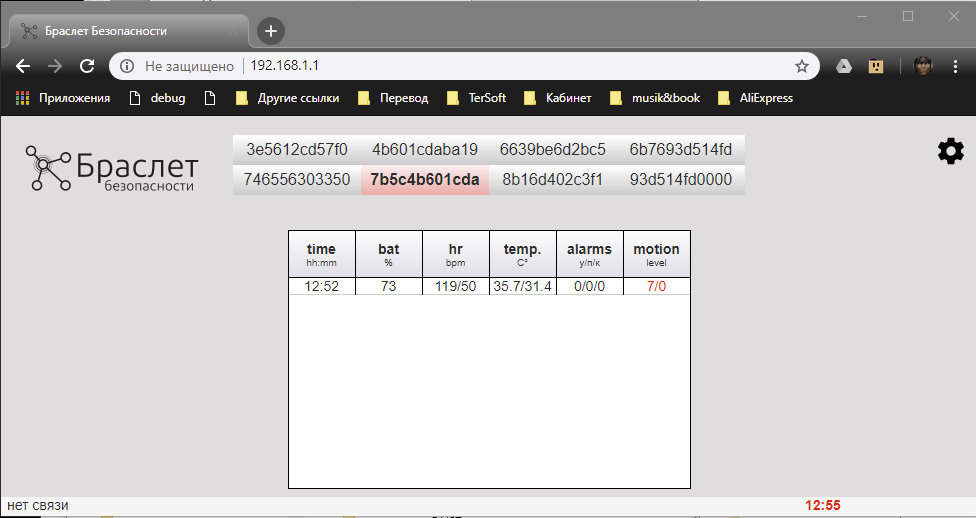 Браслет Безопасности
Не защищено 192.168.1.1
Приложения debug Другие ссылки Перевод TerSoft Кабинет musik&book AliExpress
Браслет
безопасности
3e5612cd57f0 4b601cdaba19 6639be6d2bc5 6b7693d514fd
746556303350 7b5c4b601cda 8b16d402c3f1 93d514fd0000
time bat hr temp. alarms motion
hh:mm % bpm C° у/п/к level
12:52 73 119/50 35.7/31.4 0/0/0 7/0
нет связи 12:55